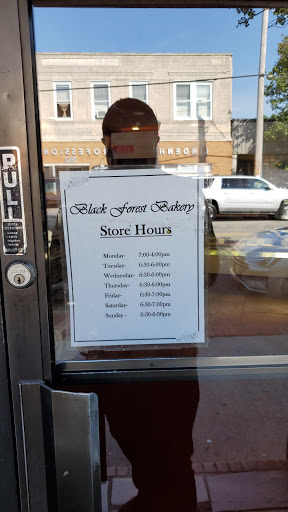 PULL
Black Forest Bakery
Store Hours
Monday- 7:00-4:00pm
Tuesday- 6:30-6:00pm
Wednesday- 6:30-6:00pm
Thursday- 6:30-6:00pm
Friday- 6:30-7:00pm
Saturday- 6:30-7:00pm
Sunday - 6:30-6:00pm